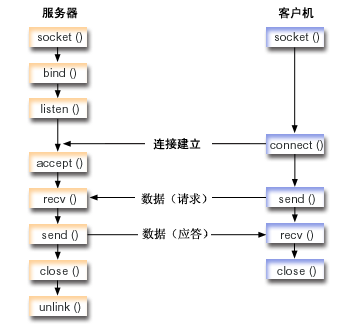 服务器 客户机
socket () socket ()
bind ()
listen ()
连接建立 connect ()
accept ()
recv () 数据（请求） send ()
send () 数据（应答） recv ()
close () close ()
unlink ()